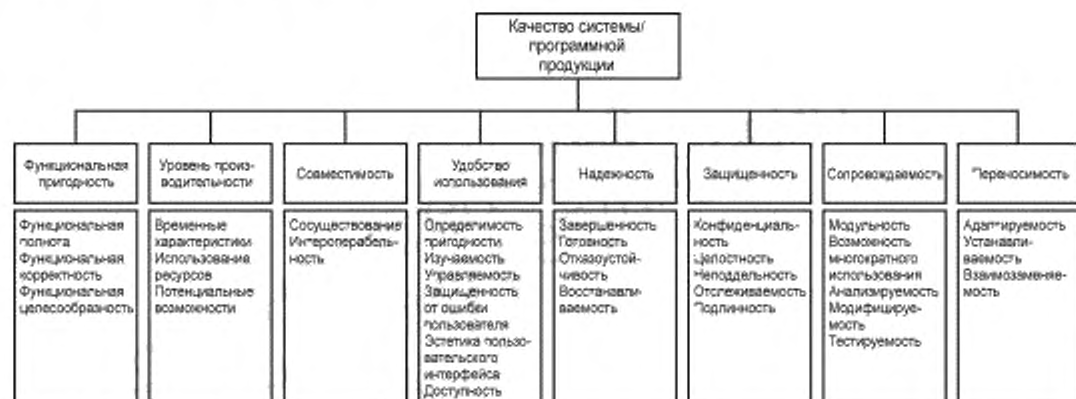 Качество системы/
программной
продукции
Функциональная
пригодность
Уровень произ-
водительности
Совместимость
Удобство
использования
Надежность
Защищенность
Сопровождаемость
Переносимость
Функциональная
полнота
Функциональная
корректность
Функциональная
целесообразность
Временные
характеристики
Использование
ресурсов
Потенциальные
возможности
Сосуществование
Интероперабель-
ность
Определимость
пригодности
Изучаемость
Управляемость
Защищенность
от ошибки
пользователя
Эстетика пользо-
вательского
интерфейса
Доступность
Завершенность
Готовность
Отказоустой-
чивость
Восстанавли-
ваемость
Конфиденциаль-
ность
Целостность
Неподдельность
Отслеживаемость
Подлинность
Модульность
Возможность
многократного
использования
Анализируемость
Модифицируе-
мость
Тестируемость
Адаптируемость
Устанавли-
ваемость
Взаимозаменяе-
мость